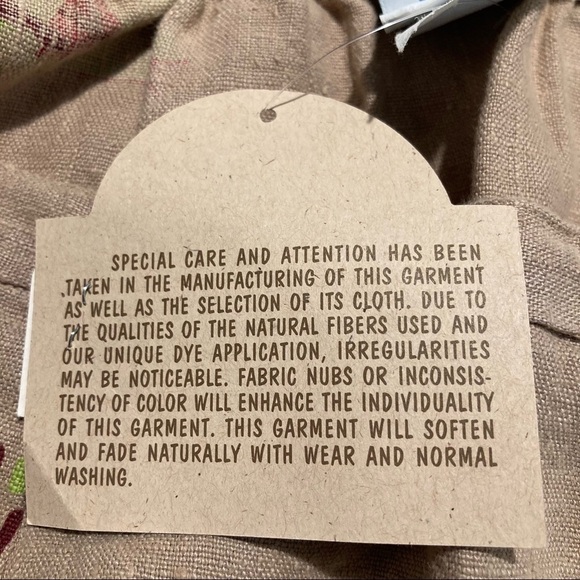 SPECIAL CARE AND ATTENTION HAS BEEN
TAKEN IN THE MANUFACTURING OF THIS GARMENT
AS WELL AS THE SELECTION OF ITS CLOTH. DUE TO
THE QUALITIES OF THE NATURAL FIBERS USED AND
OUR UNIQUE DYE APPLICATION, IRREGULARITIES
MAY BE NOTICEABLE. FABRIC NUBS OR INCONSIS-
TENCY OF COLOR WILL ENHANCE THE INDIVIDUALITY
OF THIS GARMENT. THIS GARMENT WILL SOFTEN
AND FADE NATURALLY WITH WEAR AND NORMAL
WASHING.